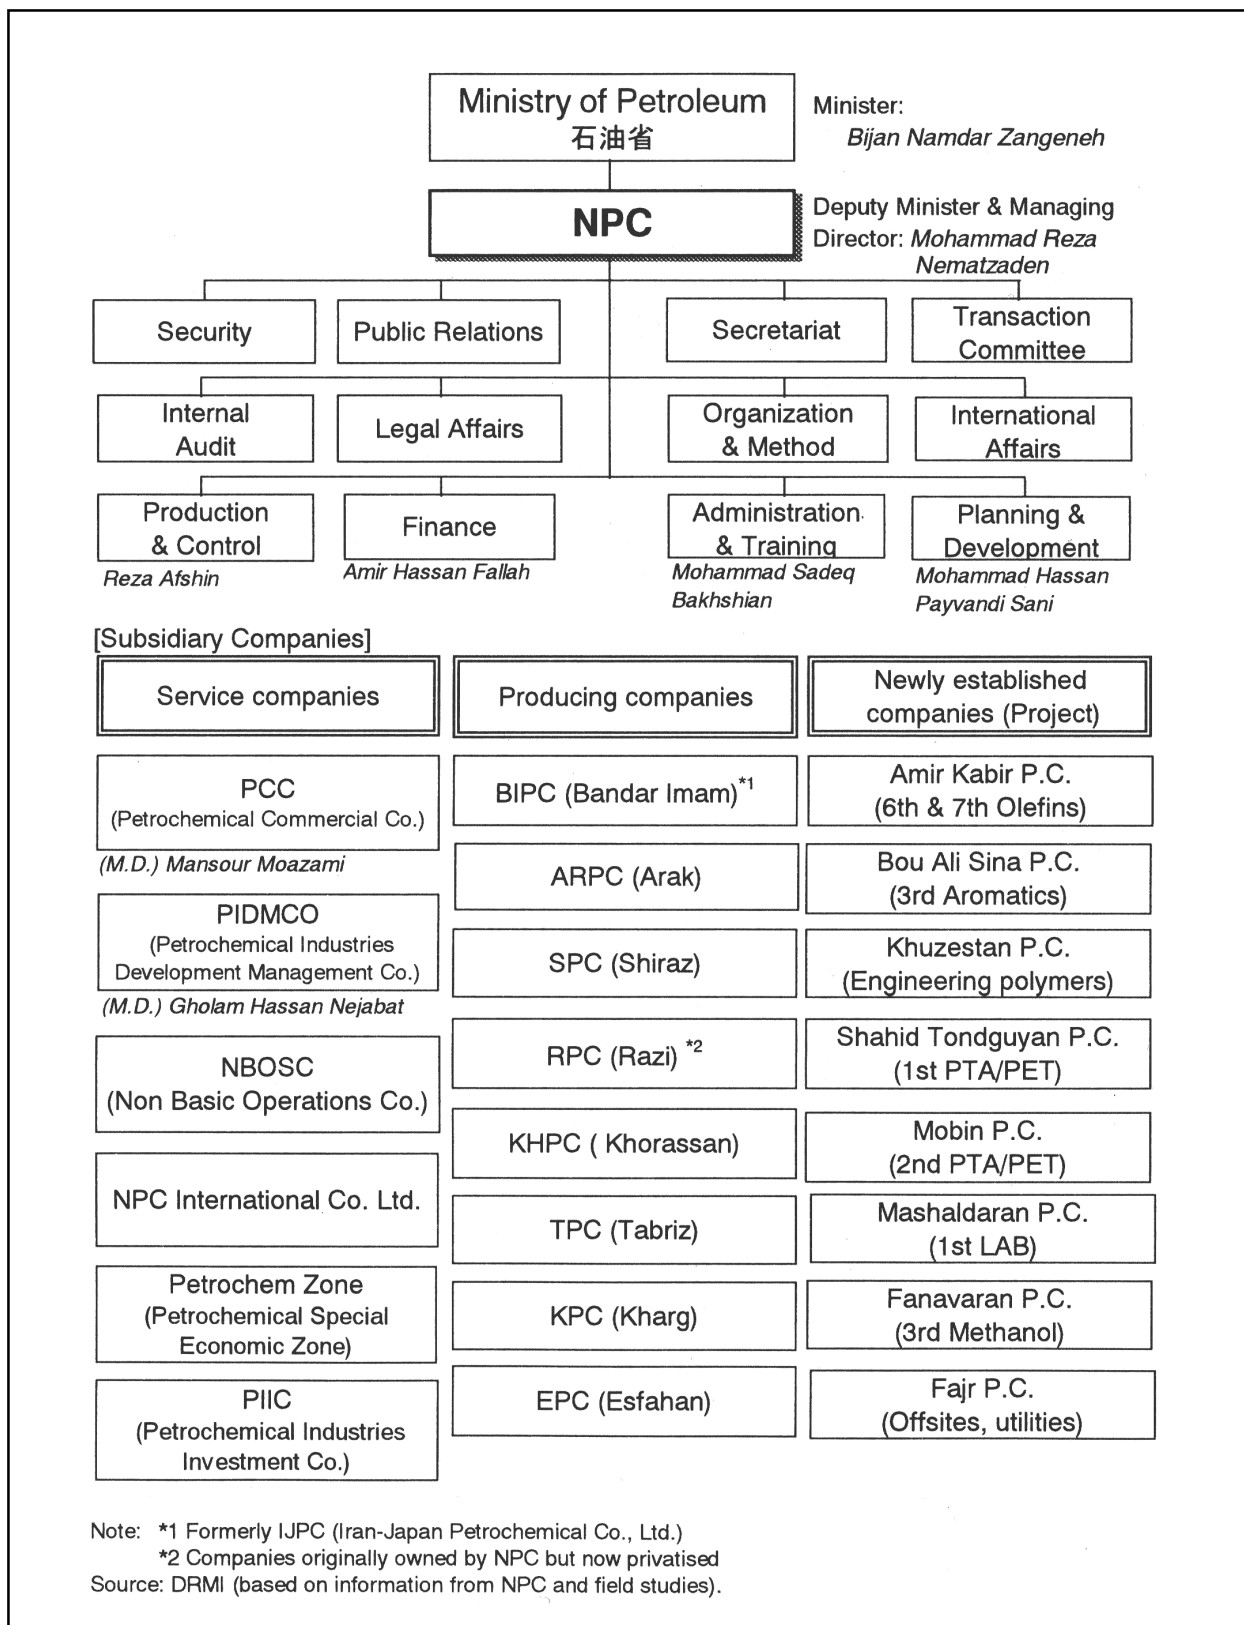 Ministry of Petroleum
石油省
Minister:
Bijan Namdar Zangeneh
NPC
Deputy Minister & Managing
Director: Mohammad Reza
Nematzaden
Security
Public Relations
Secretariat
Transaction
Committee
Internal
Audit
Legal Affairs
Organization
& Method
International
Affairs
Production
& Control
Reza Afshin
Finance
Amir Hassan Fallah
Administration
& Training
Mohammad Sadeq
Bakhshian
Planning &
Development
Mohammad Hassan
Payvandi Sani
[Subsidiary Companies]
Service companies
PCC
(Petrochemical Commercial Co.)
(M.D.) Mansour Moazami
PIDMCO
(Petrochemical Industries
Development Management Co.)
(M.D.) Gholam Hassan Nejabat
NBOSC
(Non Basic Operations Co.)
NPC International Co. Ltd.
Petrochem Zone
(Petrochemical Special
Economic Zone)
PIIC
(Petrochemical Industries
Investment Co.)
Producing companies
BIPC (Bandar Imam)*1
ARPC (Arak)
SPC (Shiraz)
RPC (Razi) *2
KHPC ( Khorassan)
TPC (Tabriz)
KPC (Kharg)
EPC (Esfahan)
Newly established
companies (Project)
Amir Kabir P.C.
(6th & 7th Olefins)
Bou Ali Sina P.C.
(3rd Aromatics)
Khuzestan P.C.
(Engineering polymers)
Shahid Tondguyan P.C.
(1st PTA/PET)
Mobin P.C.
(2nd PTA/PET)
Mashaldaran P.C.
(1st LAB)
Fanavaran P.C.
(3rd Methanol)
Fajr P.C.
(Offsites, utilities)
Note: *1 Formerly IJPC (Iran-Japan Petrochemical Co., Ltd.)
*2 Companies originally owned by NPC but now privatised
Source: DRMI (based on information from NPC and field studies).